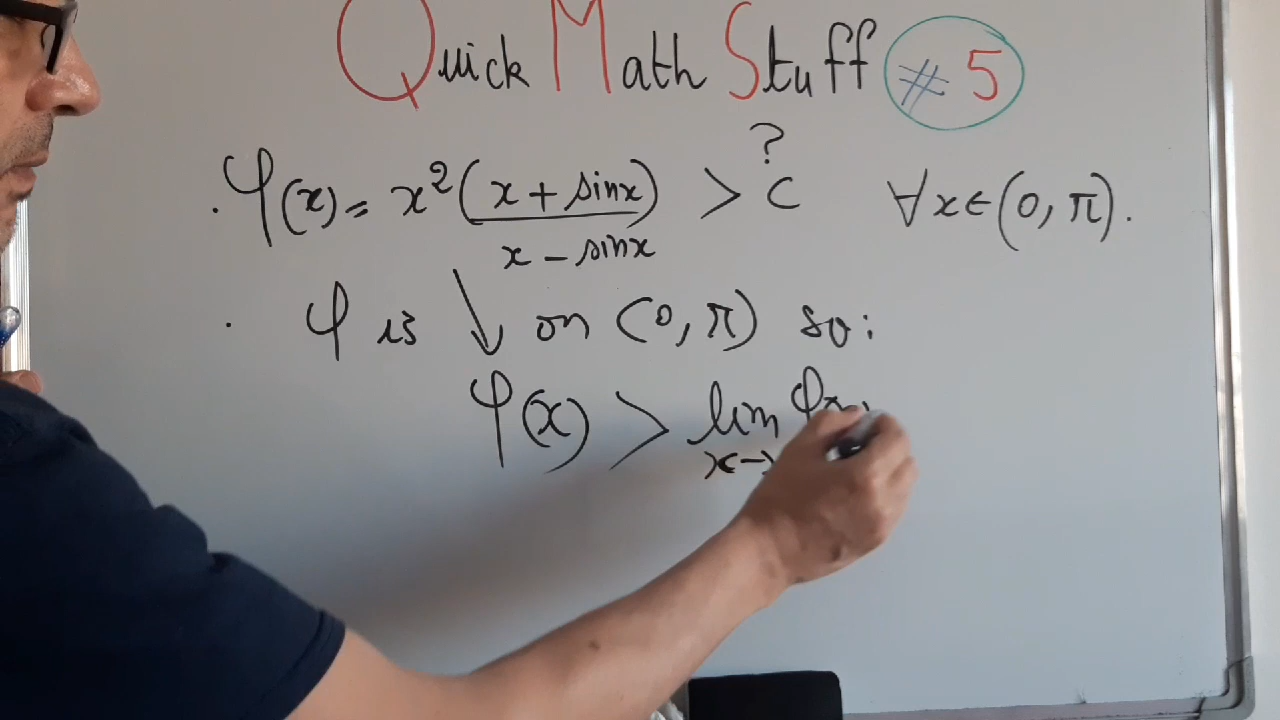 Quick Math Stuff # 5
?
. φ(x) = x² (x + sinx) / (x - sinx) > c ∀x∈(0, π).
. φ is ↓ on (0, π) so:
φ(x) > lim φ(x)
x→